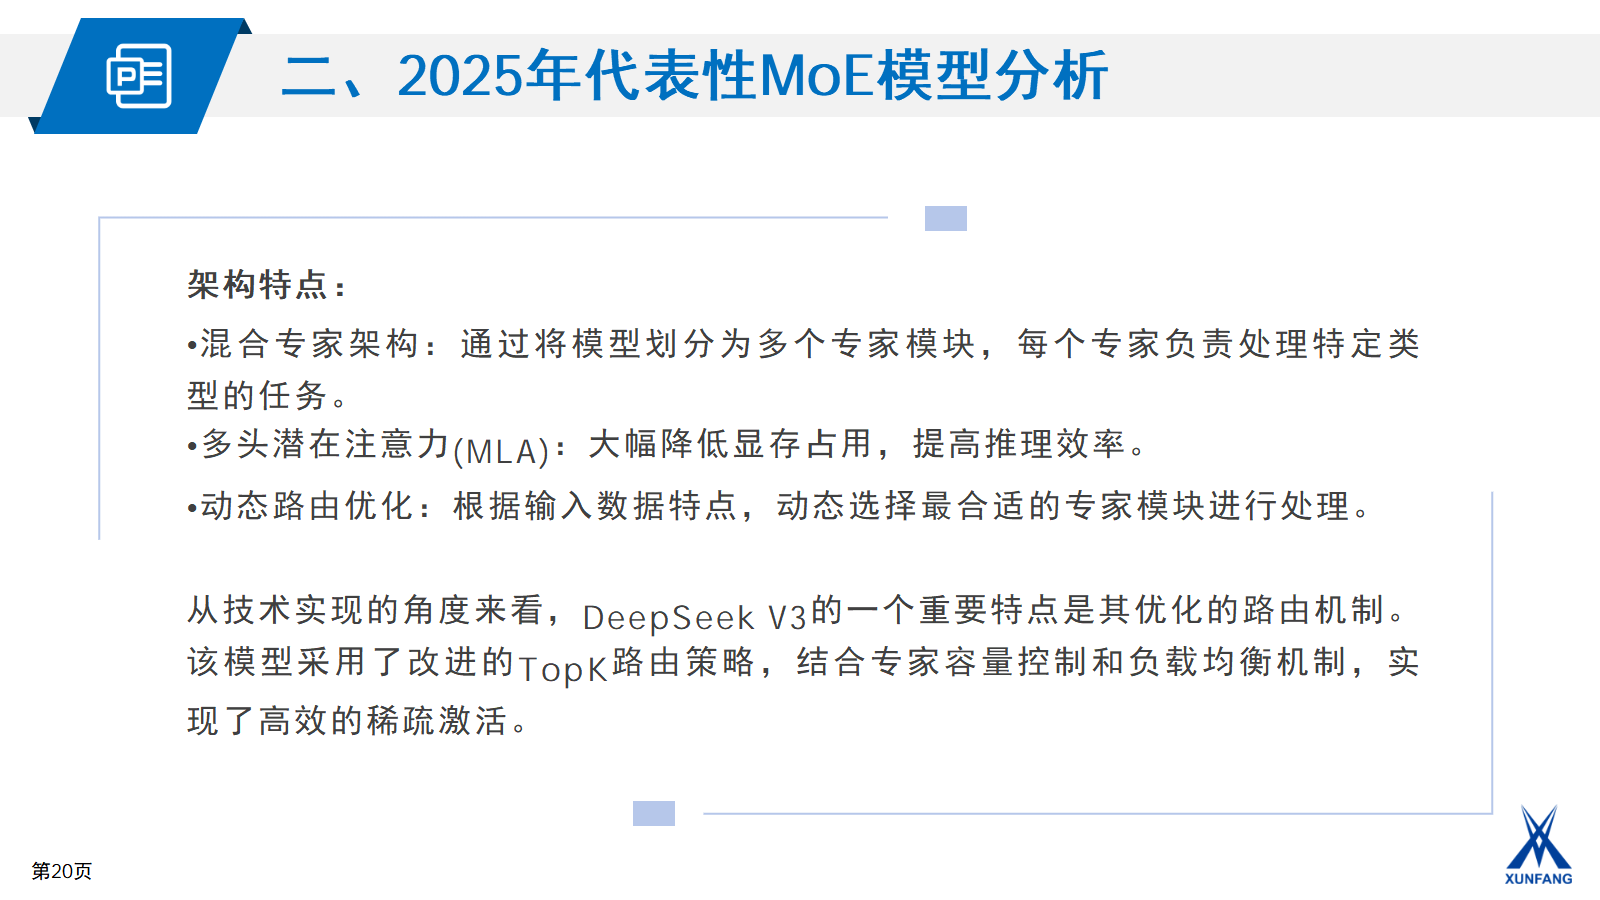 二、2025年代表性MoE模型分析
架构特点：
•混合专家架构：通过将模型划分为多个专家模块，每个专家负责处理特定类
型的任务。
•多头潜在注意力(MLA)：大幅降低显存占用，提高推理效率。
•动态路由优化：根据输入数据特点，动态选择最合适的专家模块进行处理。
从技术实现的角度来看，DeepSeek V3的一个重要特点是其优化的路由机制。
该模型采用了改进的TopK路由策略，结合专家容量控制和负载均衡机制，实
现了高效的稀疏激活。
第20页
XUNFANG